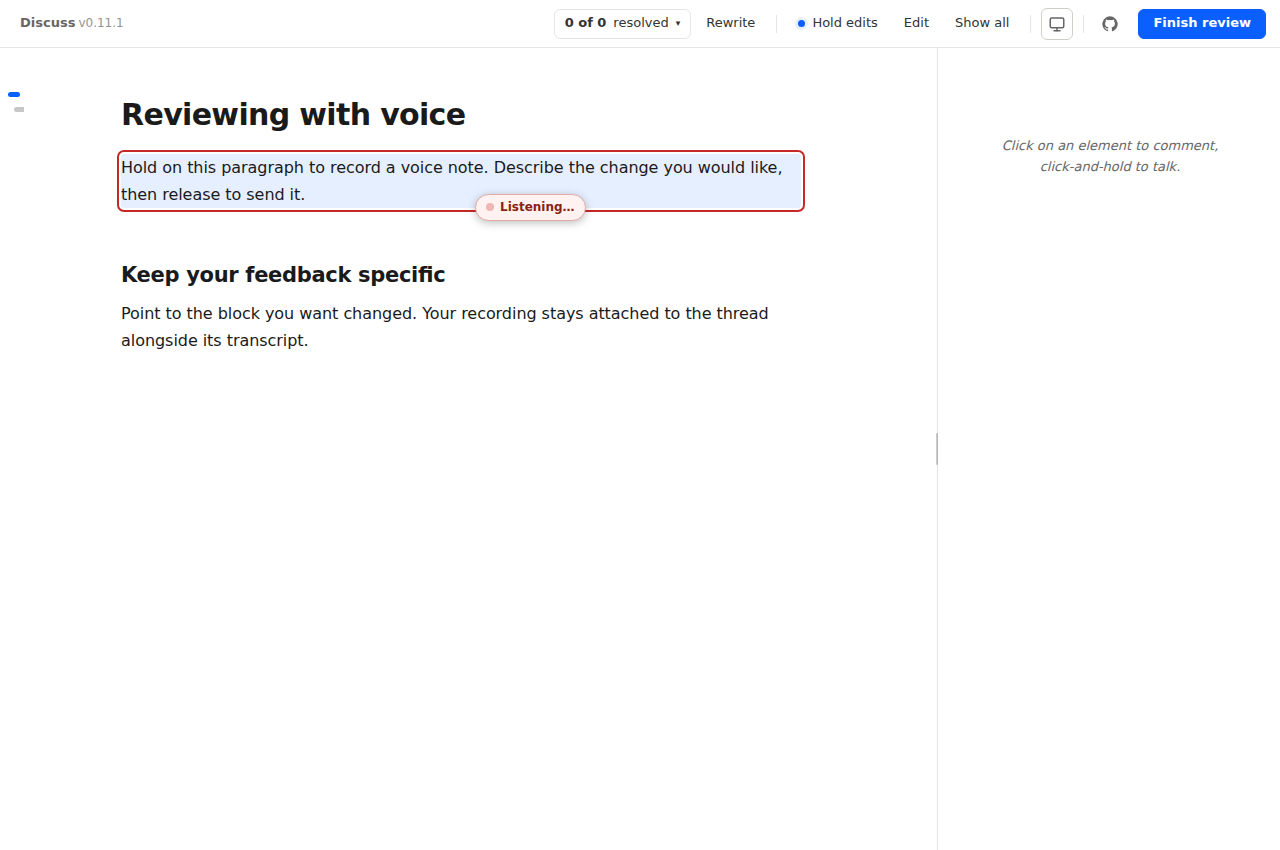 Discuss v0.11.1
0 of 0 resolved ▾
Rewrite
Hold edits
Edit
Show all
Finish review
Reviewing with voice
Hold on this paragraph to record a voice note. Describe the change you would like,
then release to send it.
Listening…
Keep your feedback specific
Point to the block you want changed. Your recording stays attached to the thread
alongside its transcript.
Click on an element to comment,
click-and-hold to talk.